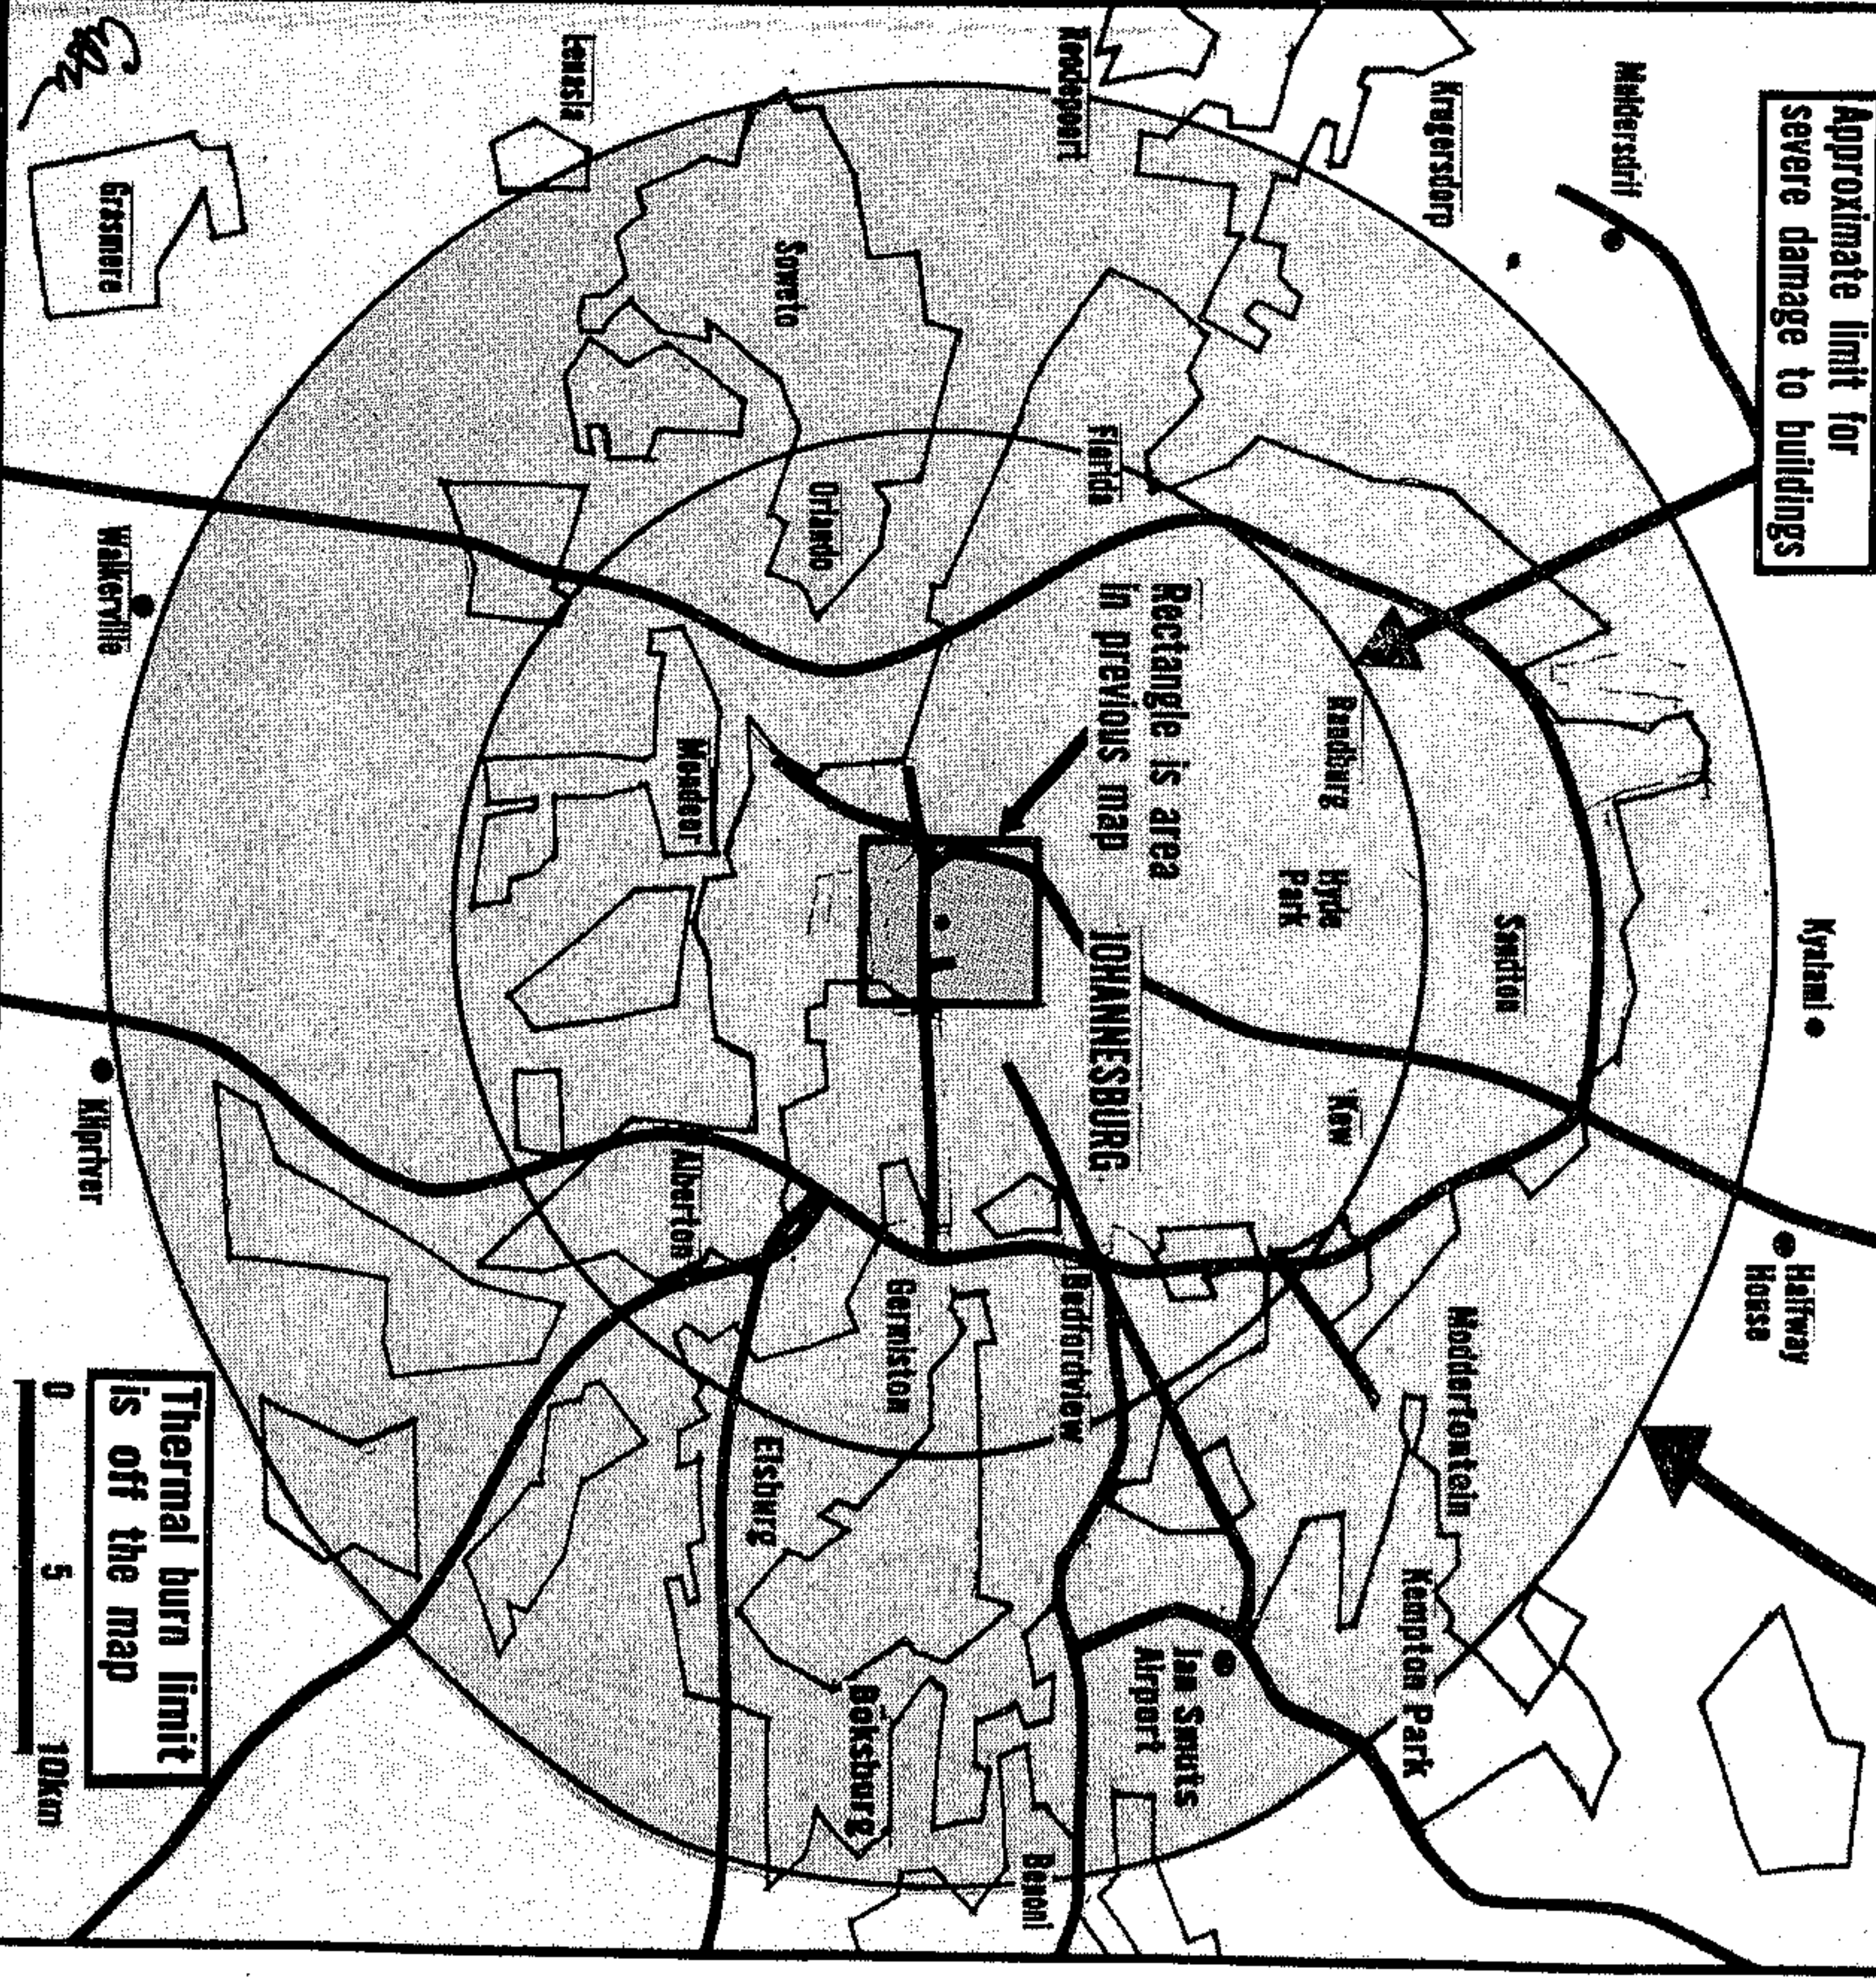 Approximate limit for
severe damage to buildings
Muldersdrif
Krugersdorp
Roodepoort
Lenasia
Grasmere
Kyalami
Halfway
House
Sandton
Randburg
Hyde
Park
Kew
Modderfontein
Kempton Park
Florida
Rectangle is area
in previous map
JOHANNESBURG
Bedfordview
Jan Smuts
Airport
Benoni
Soweto
Orlando
Germiston
Boksburg
Mondeor
Alberton
Elsburg
Walkerville
Kliprivier
Thermal burn limit
is off the map
0 5 10km